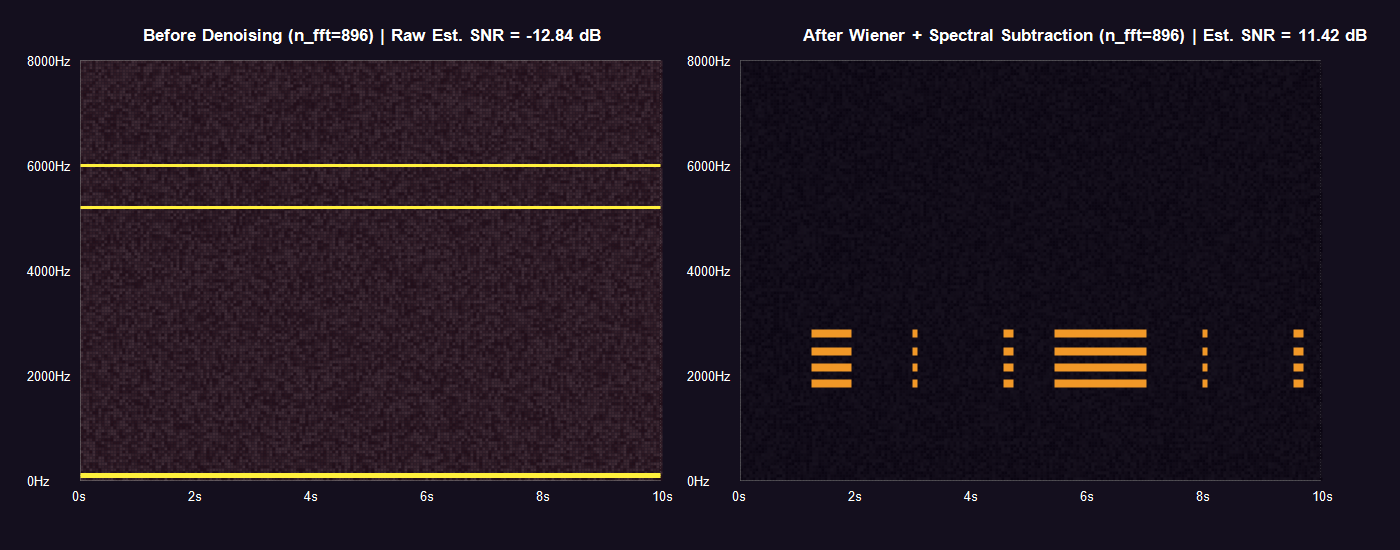 Before Denoising (n_fft=896) | Raw Est. SNR = -12.84 dB
8000Hz
6000Hz
4000Hz
2000Hz
0Hz
0s 2s 4s 6s 8s 10s
After Wiener + Spectral Subtraction (n_fft=896) | Est. SNR = 11.42 dB
8000Hz
6000Hz
4000Hz
2000Hz
0Hz
0s 2s 4s 6s 8s 10s